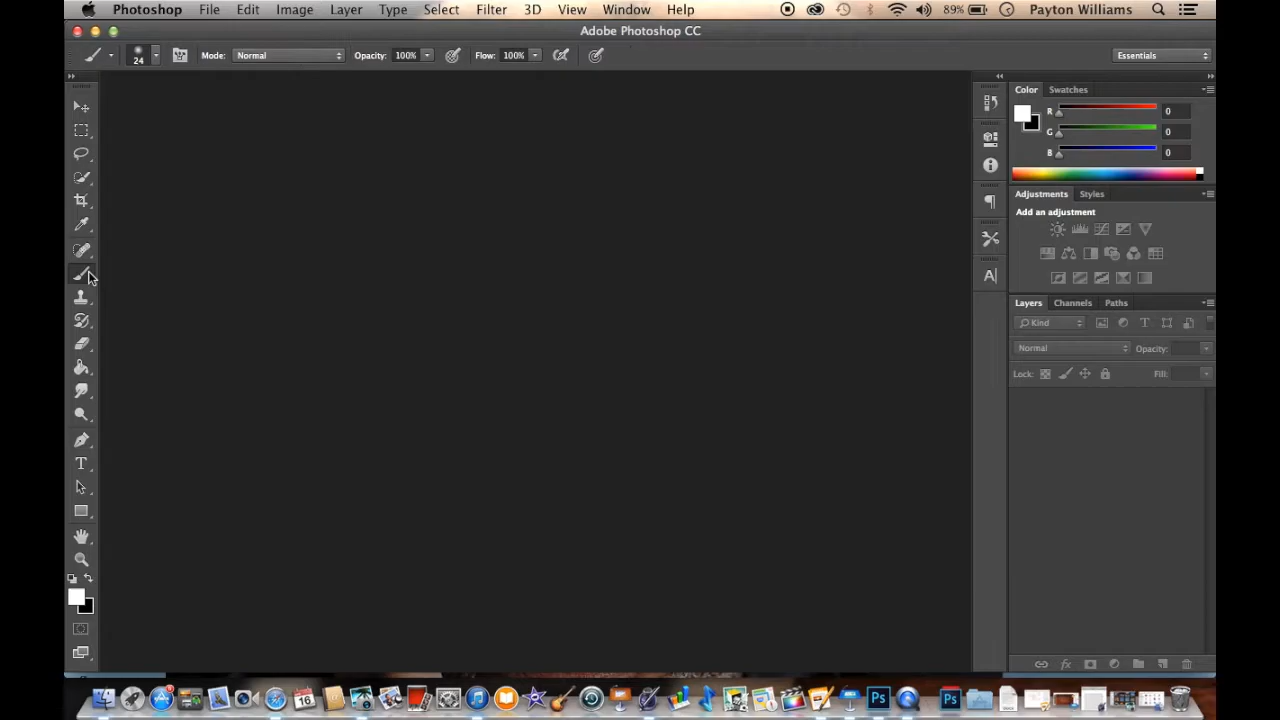 Photoshop File Edit Image Layer Type Select Filter 3D View Window Help 89% Payton Williams
Adobe Photoshop CC
24 Mode: Normal Opacity: 100% Flow: 100% Essentials
Color Swatches
R 0
G 0
B 0
Adjustments Styles
Add an adjustment
Layers Channels Paths
Kind
Normal Opacity:
Lock: Fill: